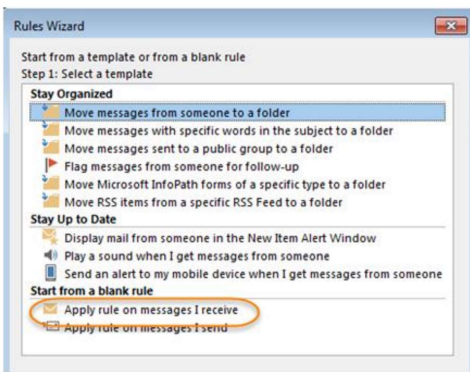 Rules Wizard
Start from a template or from a blank rule
Step 1: Select a template
Stay Organized
Move messages from someone to a folder
Move messages with specific words in the subject to a folder
Move messages sent to a public group to a folder
Flag messages from someone for follow-up
Move Microsoft InfoPath forms of a specific type to a folder
Move RSS items from a specific RSS Feed to a folder
Stay Up to Date
Display mail from someone in the New Item Alert Window
Play a sound when I get messages from someone
Send an alert to my mobile device when I get messages from someone
Start from a blank rule
Apply rule on messages I receive
Apply rule on messages I send